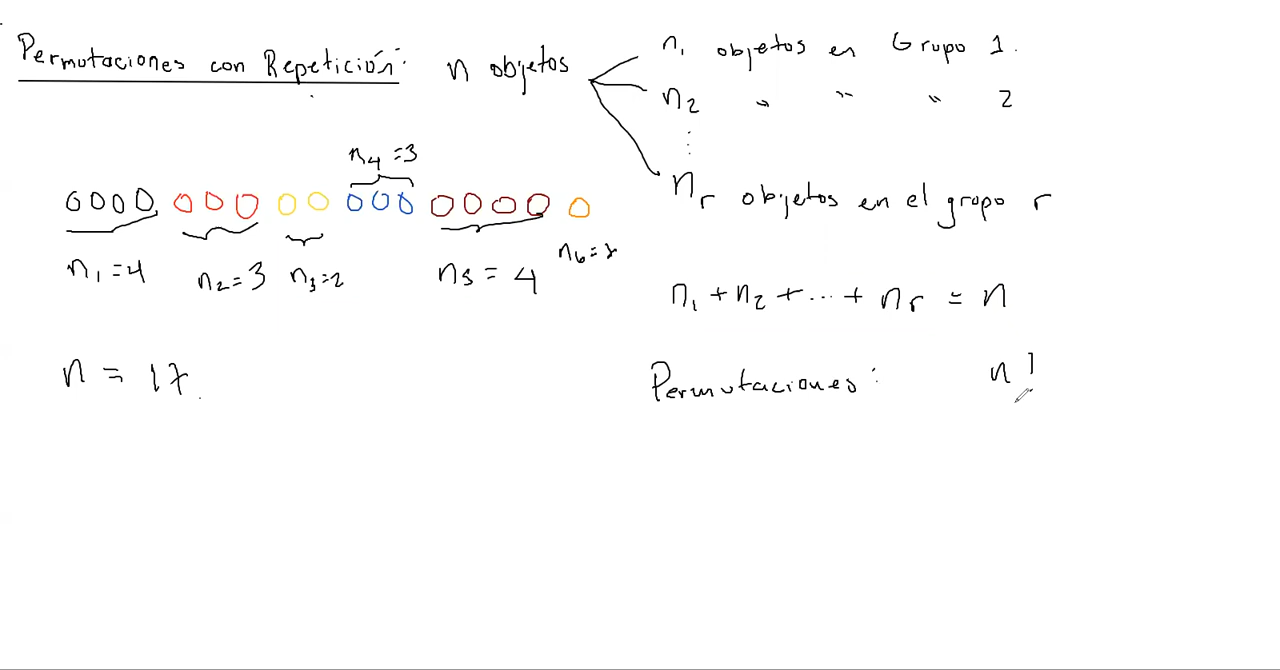 Permutaciones con Repetición: n objetos
n₁ objetos en Grupo 1.
n₂ " " " 2
⋮
nᵣ objetos en el grupo r
n₄ = 3
n₁ = 4 n₂ = 3 n₃ = 2 n₅ = 4 n₆ = 1
n₁ + n₂ + ... + nᵣ = n
n = 17.
Permutaciones: n!